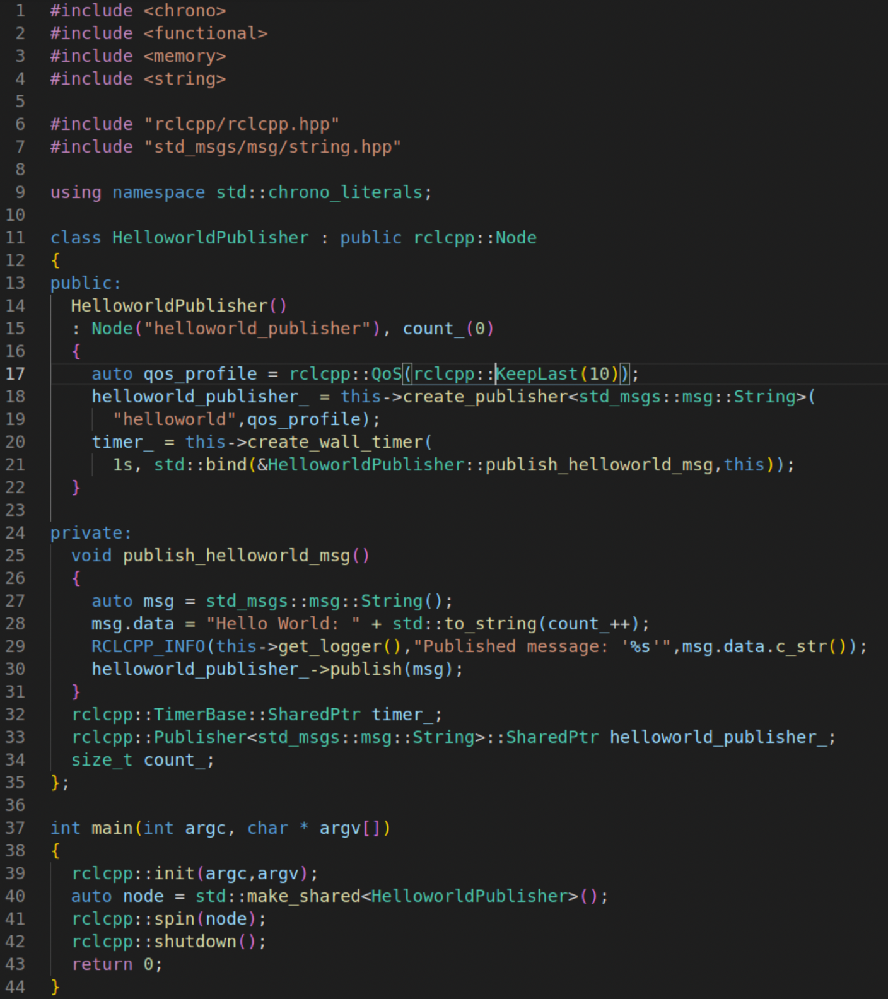 1 #include <chrono>
2 #include <functional>
3 #include <memory>
4 #include <string>
5
6 #include "rclcpp/rclcpp.hpp"
7 #include "std_msgs/msg/string.hpp"
8
9 using namespace std::chrono_literals;
10
11 class HelloworldPublisher : public rclcpp::Node
12 {
13 public:
14   HelloworldPublisher()
15   : Node("helloworld_publisher"), count_(0)
16   {
17     auto qos_profile = rclcpp::QoS(rclcpp::KeepLast(10));
18     helloworld_publisher_ = this->create_publisher<std_msgs::msg::String>(
19       "helloworld",qos_profile);
20     timer_ = this->create_wall_timer(
21       1s, std::bind(&HelloworldPublisher::publish_helloworld_msg,this));
22   }
23
24 private:
25   void publish_helloworld_msg()
26   {
27     auto msg = std_msgs::msg::String();
28     msg.data = "Hello World: " + std::to_string(count_++);
29     RCLCPP_INFO(this->get_logger(),"Published message: '%s'",msg.data.c_str());
30     helloworld_publisher_->publish(msg);
31   }
32   rclcpp::TimerBase::SharedPtr timer_;
33   rclcpp::Publisher<std_msgs::msg::String>::SharedPtr helloworld_publisher_;
34   size_t count_;
35 };
36
37 int main(int argc, char * argv[])
38 {
39   rclcpp::init(argc,argv);
40   auto node = std::make_shared<HelloworldPublisher>();
41   rclcpp::spin(node);
42   rclcpp::shutdown();
43   return 0;
44 }